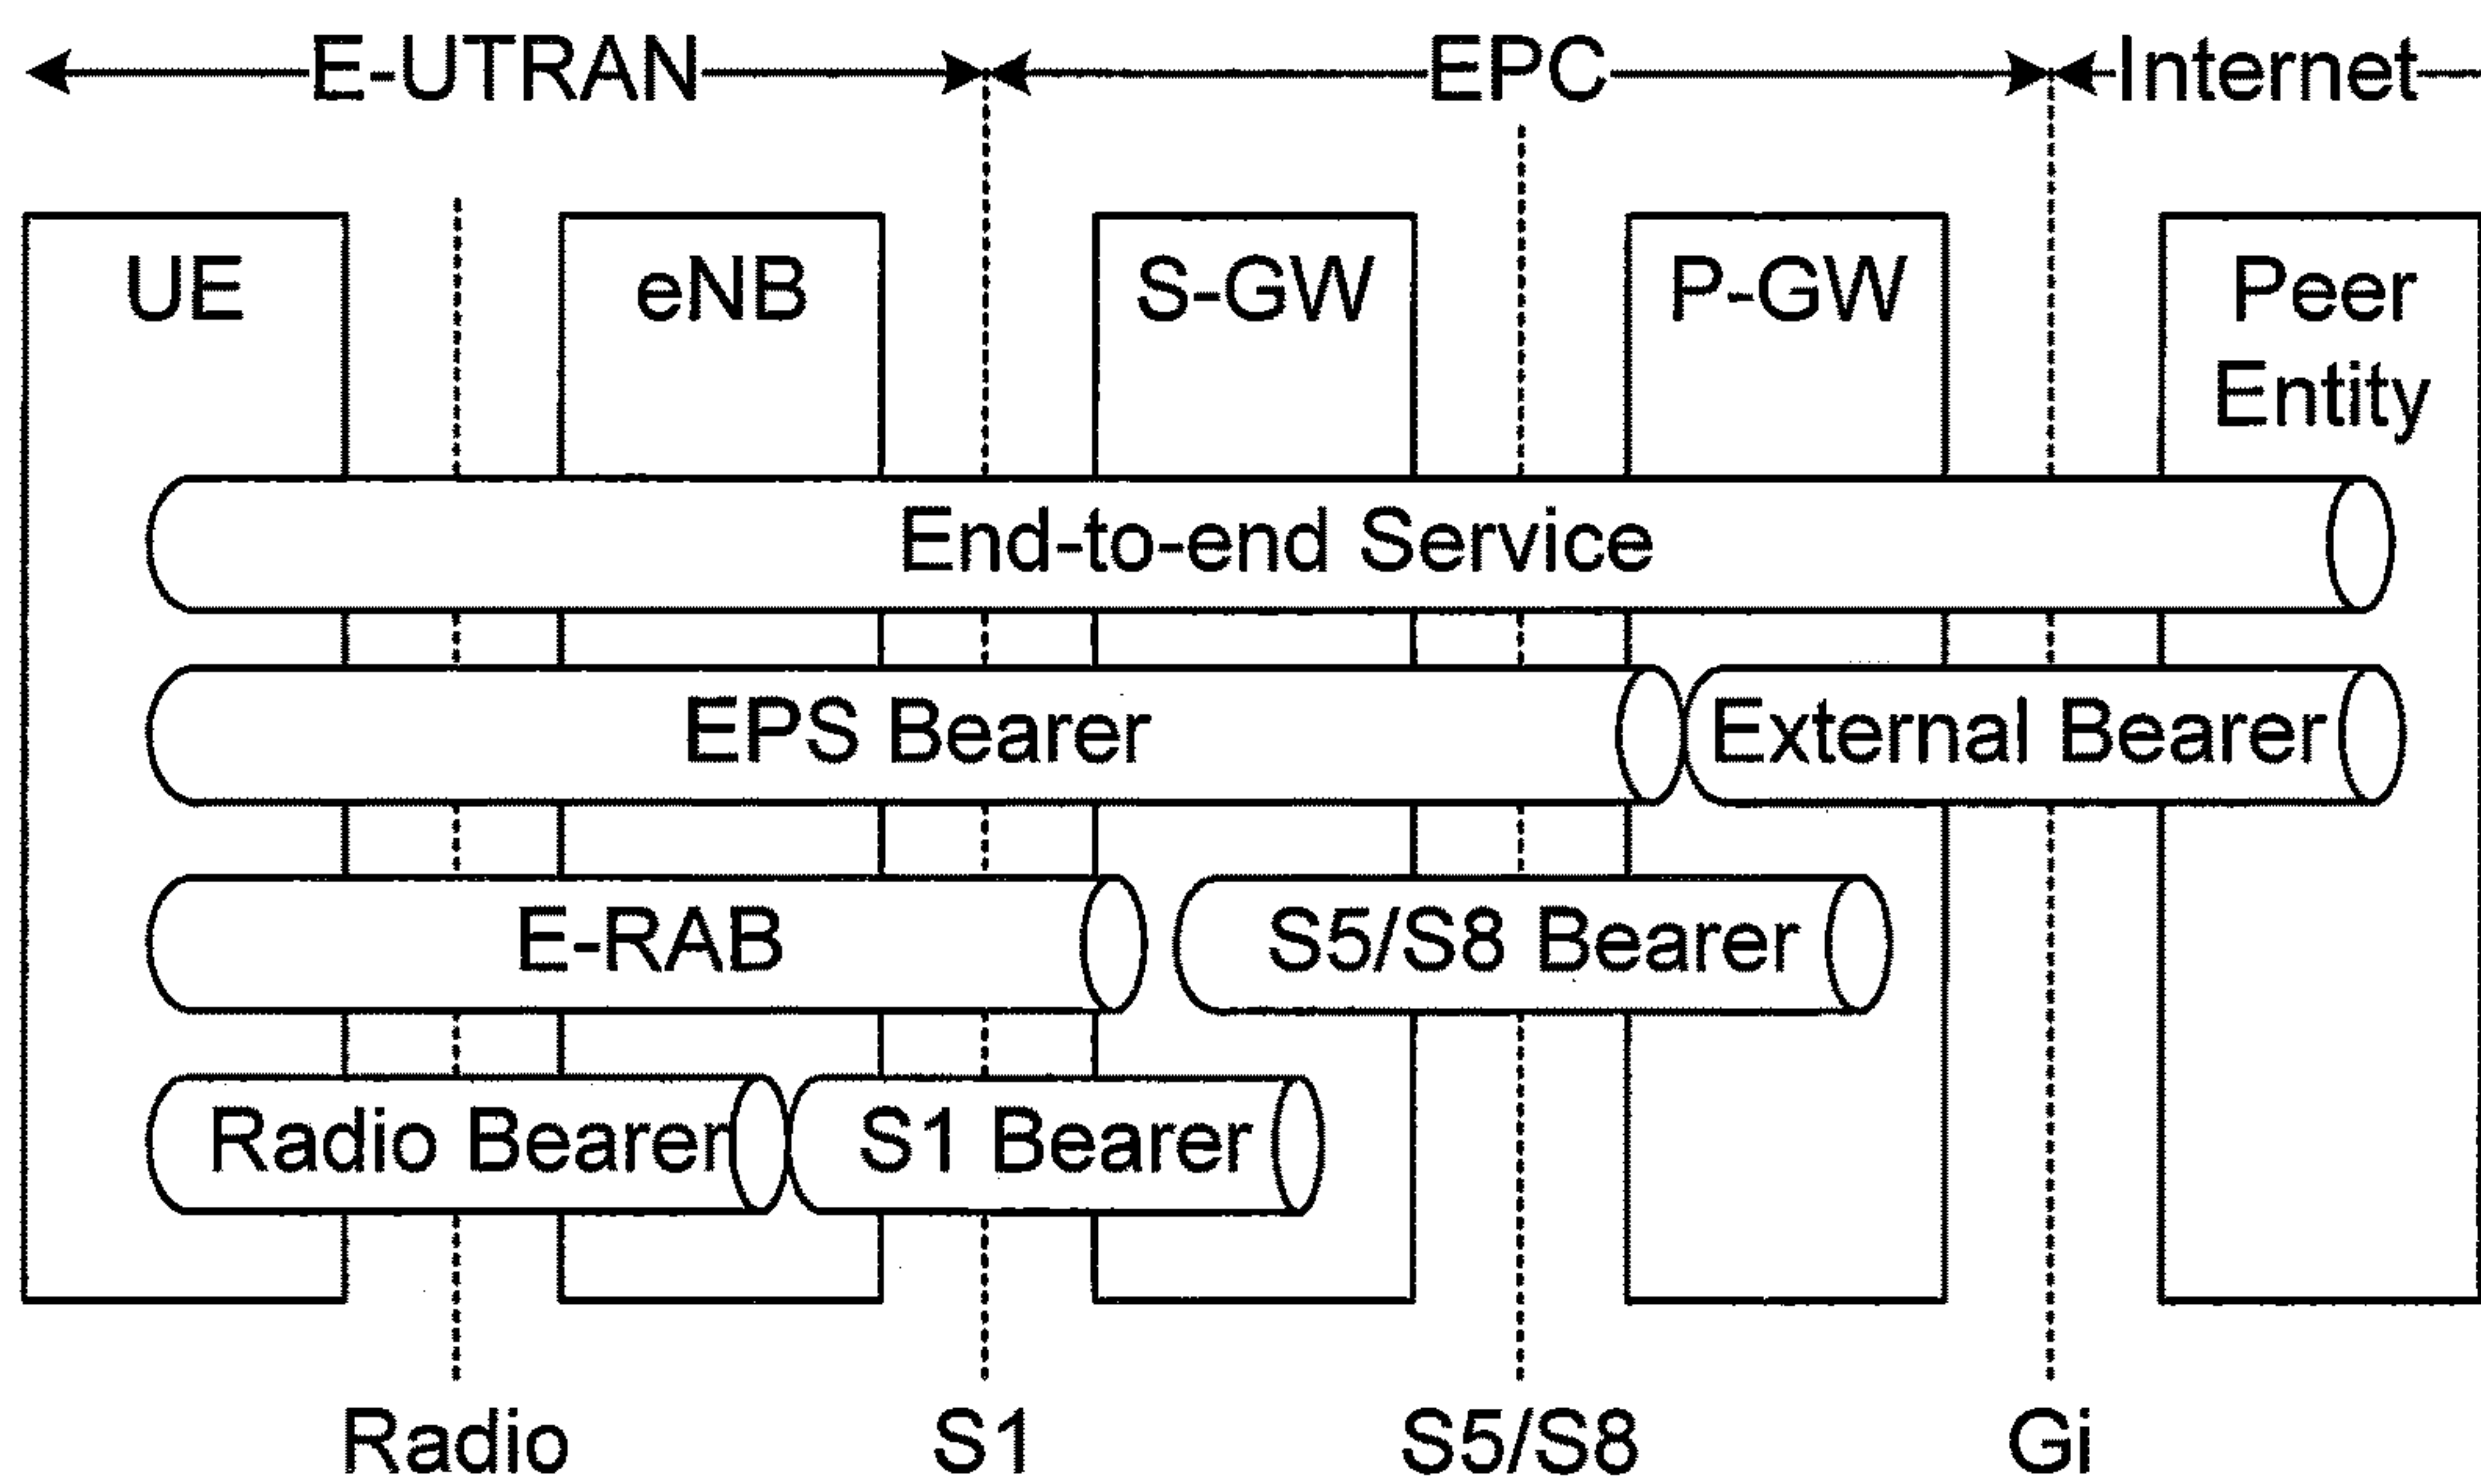 E-UTRAN EPC Internet
UE eNB S-GW P-GW Peer
Entity
End-to-end Service
EPS Bearer External Bearer
E-RAB S5/S8 Bearer
Radio Bearer S1 Bearer
Radio S1 S5/S8 Gi